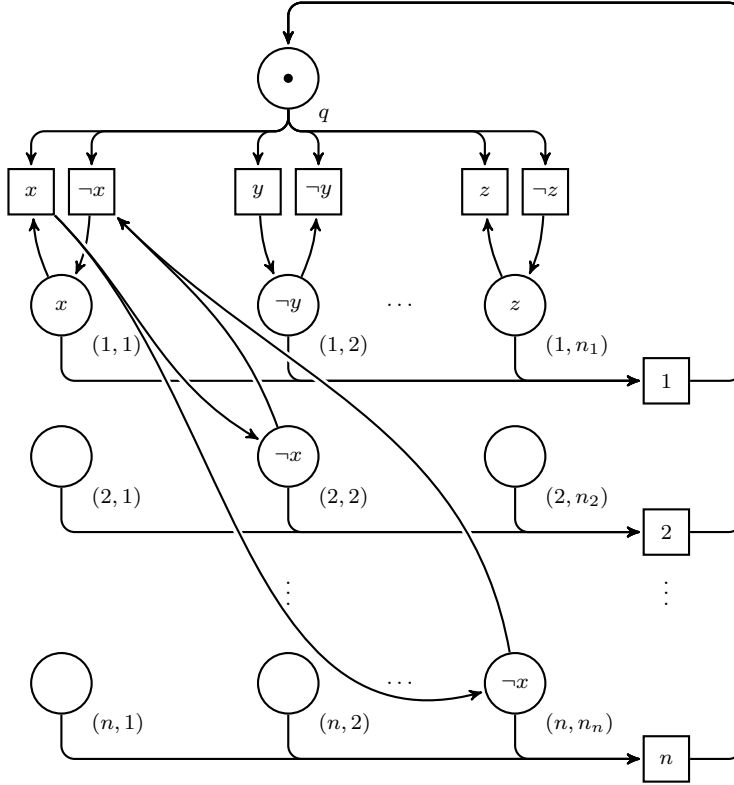 q
x ¬x y ¬y z ¬z
x ¬y … z
(1, 1) (1, 2) (1, n₁)
1
¬x
(2, 1) (2, 2) (2, n₂)
2
⋮ ⋮
… ¬x
(n, 1) (n, 2) (n, nₙ)
n